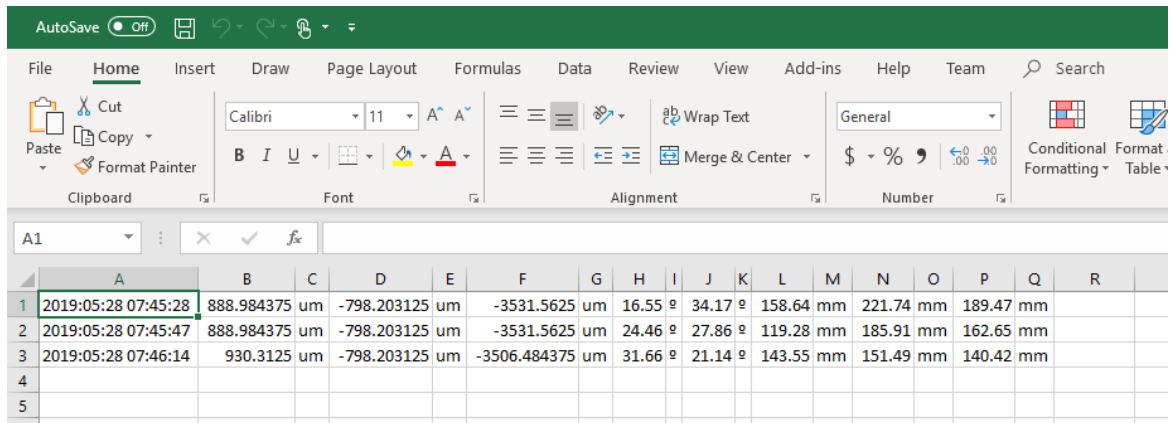 AutoSave Off
File Home Insert Draw Page Layout Formulas Data Review View Add-ins Help Team Search
Cut
Copy
Format Painter
Paste
Calibri 11 A^ A˅
ab Wrap Text
General
B I U A
Merge & Center
$ % 9 .00 .00
Conditional Formatting
Format Table
Clipboard Font Alignment Number
A1 fx
A B C D E F G H I J K L M N O P Q R
1 2019:05:28 07:45:28 888.984375 um -798.203125 um -3531.5625 um 16.55 º 34.17 º 158.64 mm 221.74 mm 189.47 mm
2 2019:05:28 07:45:47 888.984375 um -798.203125 um -3531.5625 um 24.46 º 27.86 º 119.28 mm 185.91 mm 162.65 mm
3 2019:05:28 07:46:14 930.3125 um -798.203125 um -3506.484375 um 31.66 º 21.14 º 143.55 mm 151.49 mm 140.42 mm
4
5